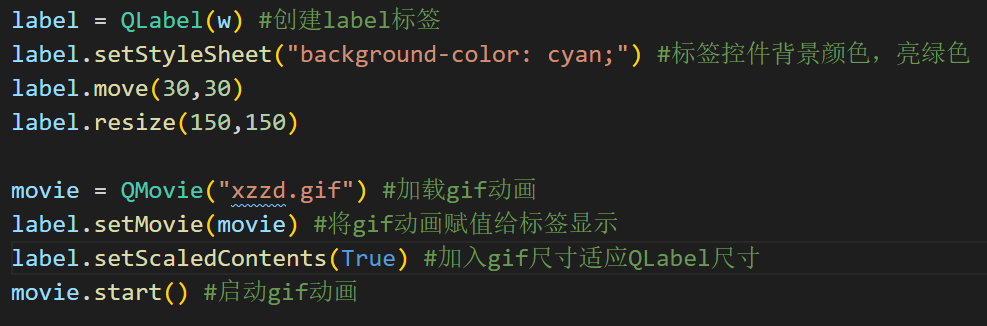 label = QLabel(w) #创建label标签
label.setStyleSheet("background-color: cyan;") #标签控件背景颜色，亮绿色
label.move(30,30)
label.resize(150,150)
movie = QMovie("xzzd.gif") #加载gif动画
label.setMovie(movie) #将gif动画赋值给标签显示
label.setScaledContents(True) #加入gif尺寸适应QLabel尺寸
movie.start() #启动gif动画